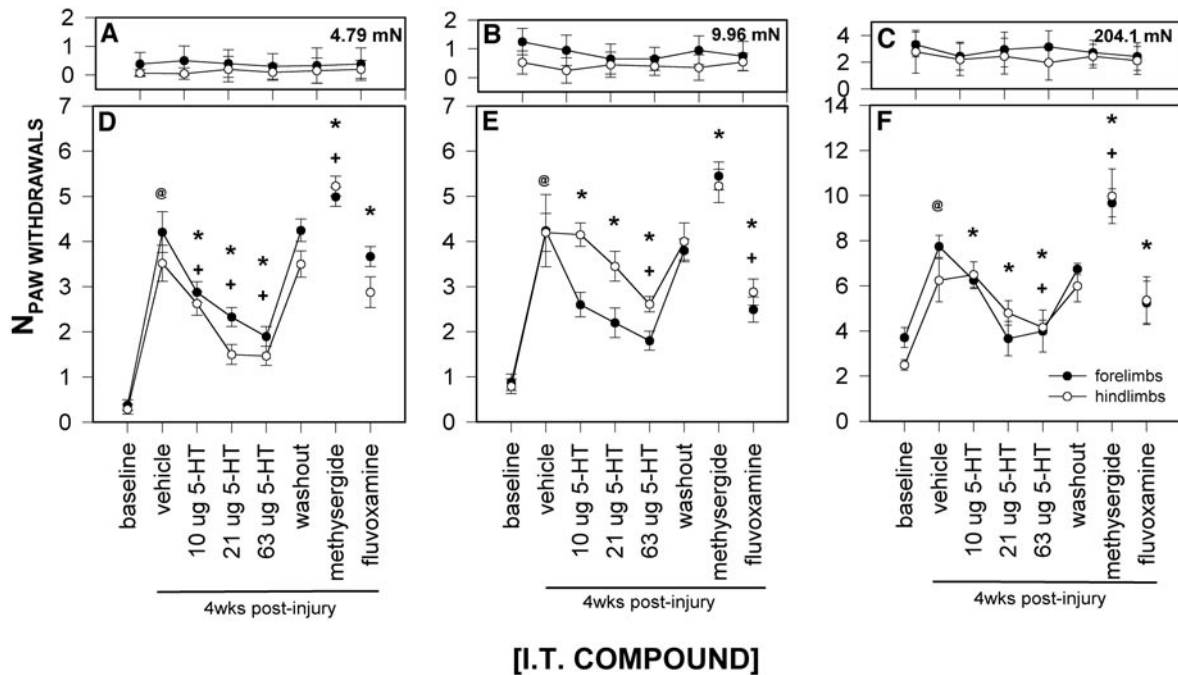 A
4.79 mN
2
1
0
B
9.96 mN
2
1
0
C
204.1 mN
4
2
0
N PAW WITHDRAWALS
D
7
6
5
4
3
2
1
0
@
*
+
*
+
*
+
*
+
*
E
7
6
5
4
3
2
1
0
@
*
*
*
+
*
*
+
F
14
12
10
8
6
4
2
0
@
*
*
*
+
*
+
*
forelimbs
hindlimbs
baseline
vehicle
10 ug 5-HT
21 ug 5-HT
63 ug 5-HT
washout
methysergide
fluvoxamine
4wks post-injury
baseline
vehicle
10 ug 5-HT
21 ug 5-HT
63 ug 5-HT
washout
methysergide
fluvoxamine
4wks post-injury
baseline
vehicle
10 ug 5-HT
21 ug 5-HT
63 ug 5-HT
washout
methysergide
fluvoxamine
4wks post-injury
[I.T. COMPOUND]